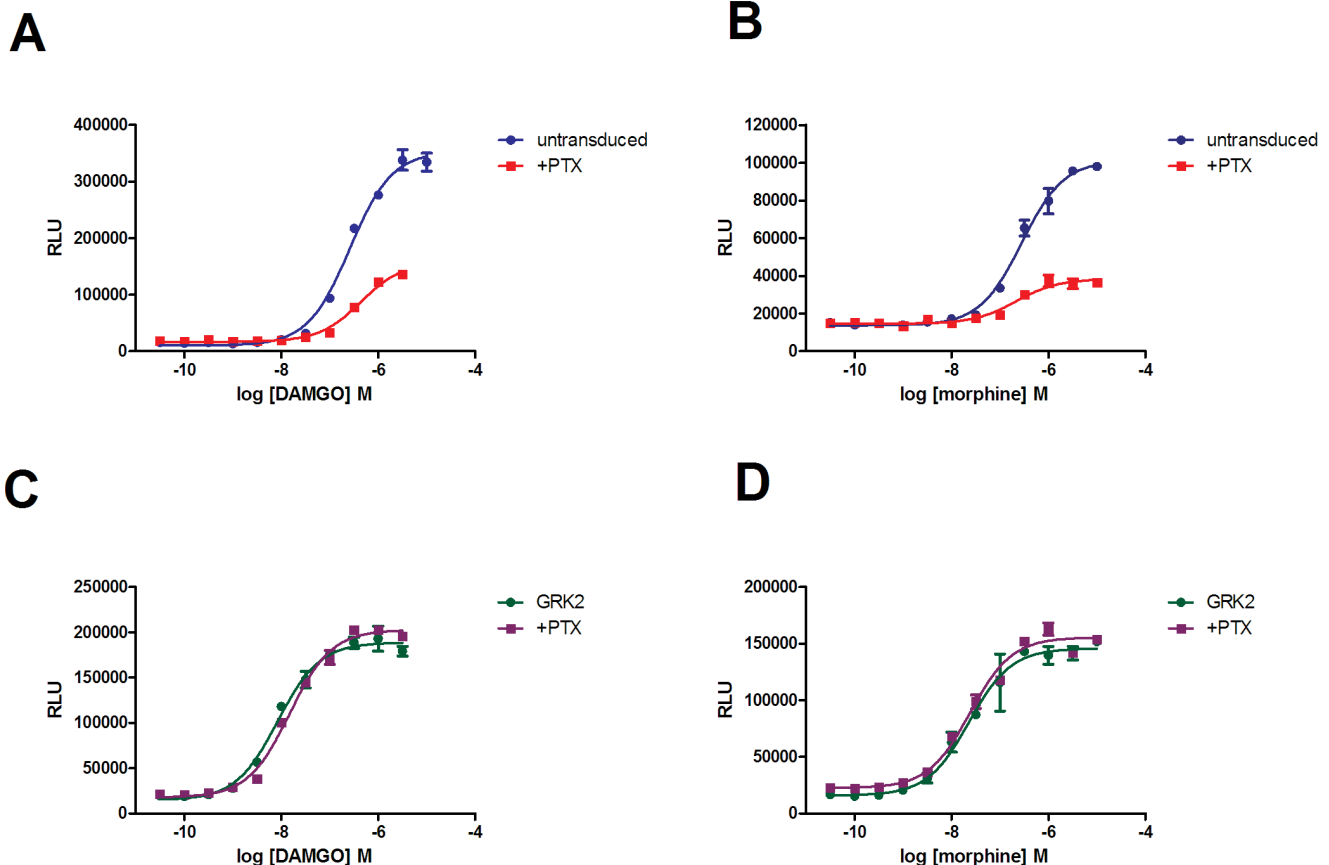 A
400000
300000
200000
100000
0
RLU
-10
-8
-6
-4
log [DAMGO] M
untransduced
+PTX
B
120000
100000
80000
60000
40000
20000
0
RLU
-10
-8
-6
-4
log [morphine] M
untransduced
+PTX
C
250000
200000
150000
100000
50000
0
RLU
-10
-8
-6
-4
log [DAMGO] M
GRK2
+PTX
D
200000
150000
100000
50000
0
RLU
-10
-8
-6
-4
log [morphine] M
GRK2
+PTX